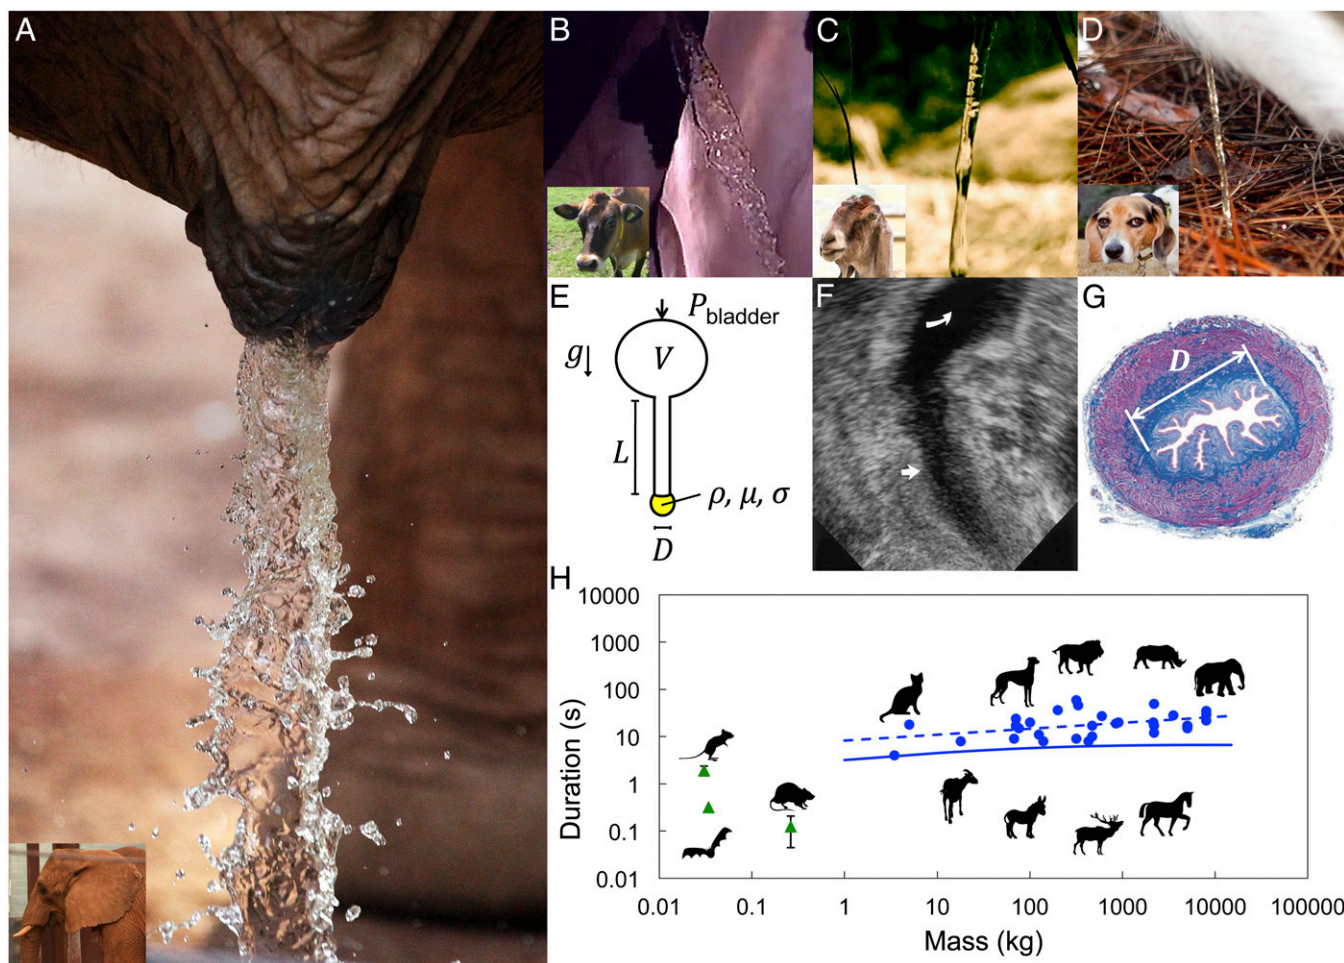 A
B
C
D
E
P bladder
g
V
L
ρ, μ, σ
D
F
G
D
H
Duration (s)
10000
1000
100
10
1
0.1
0.01
0.01 0.1 1 10 100 1000 10000 100000
Mass (kg)